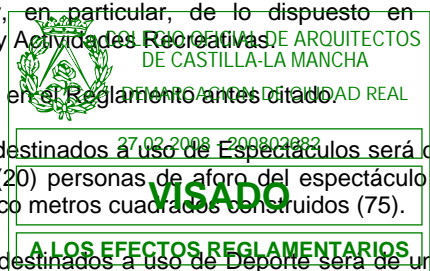 , en particular, de lo dispuesto en
y Actividades Recreativas.
COLEGIO OFICIAL DE ARQUITECTOS
DE CASTILLA-LA MANCHA
en el Reglamento antes citado.
DEMARCACION DE CIUDAD REAL
27.02.2008 - 200802682
destinados a uso de Espectáculos será d
(20) personas de aforo del espectáculo
VISADO
co metros cuadrados construidos (75).
A LOS EFECTOS REGLAMENTARIOS
destinados a uso de Deporte será de un